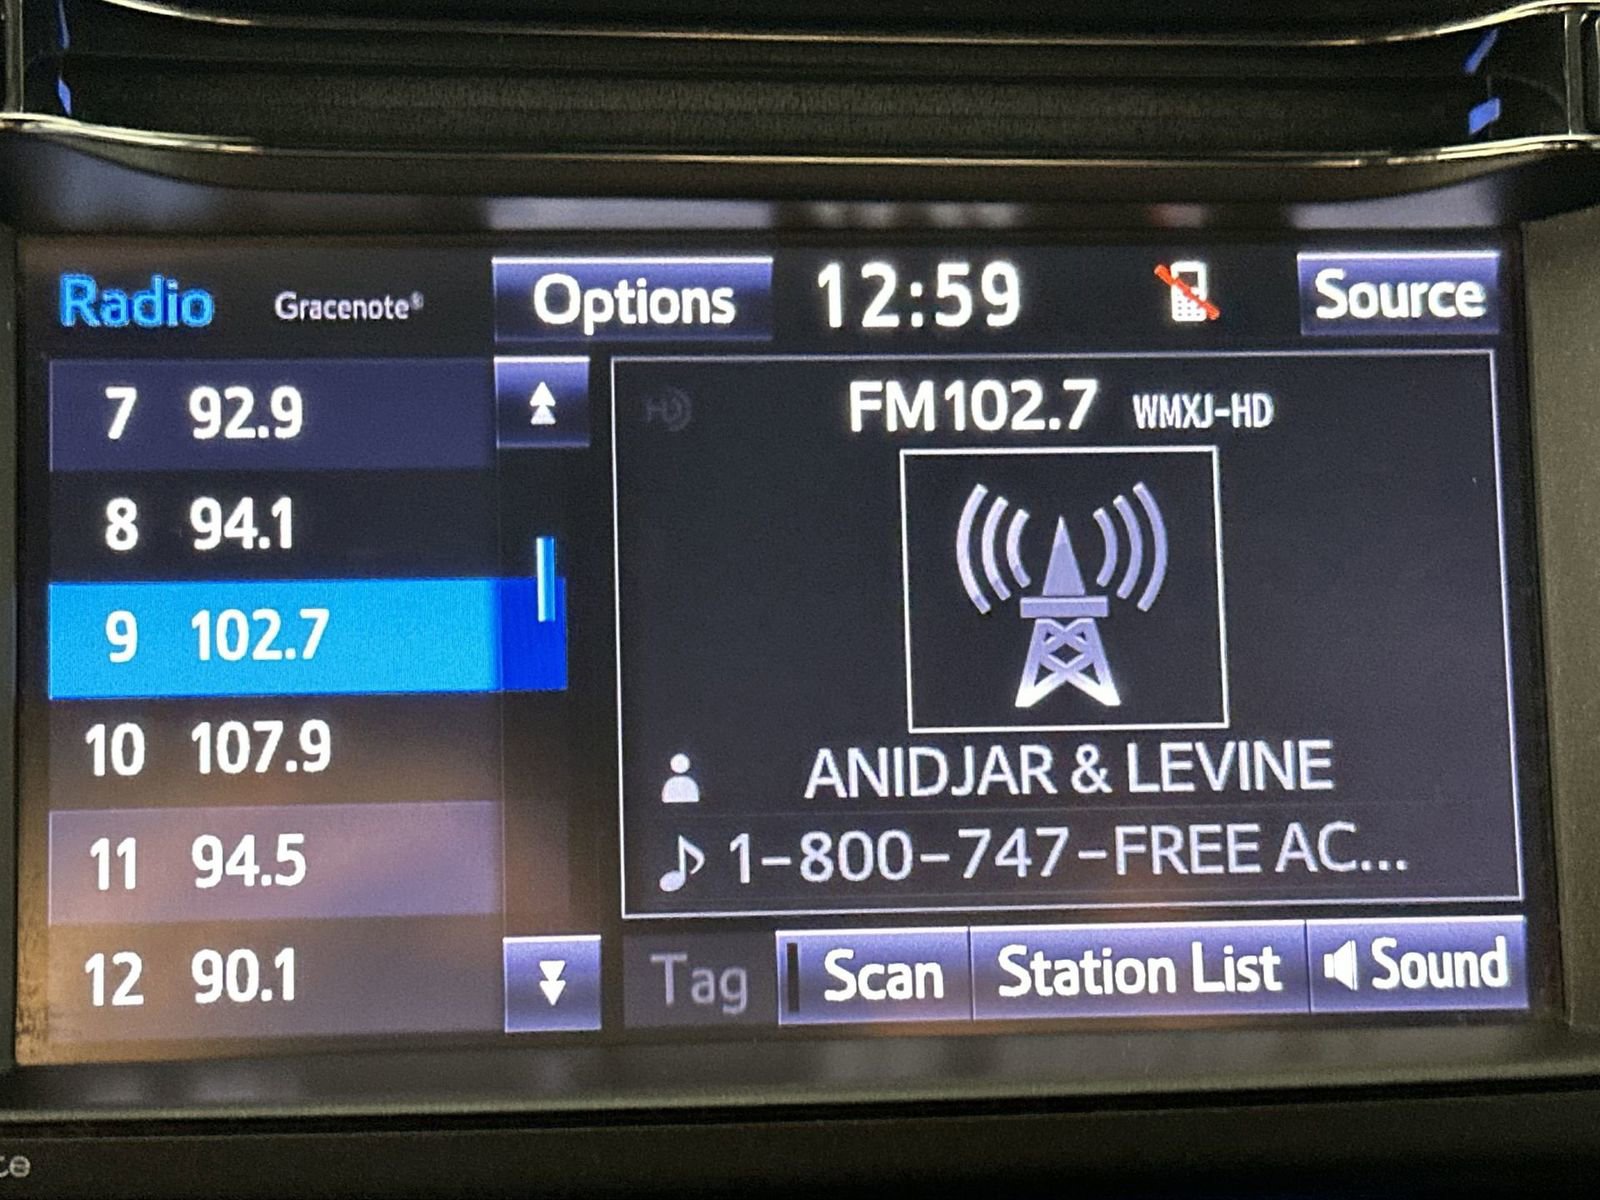 Radio Gracenote® Options 12:59 Source
7 92.9
8 94.1
9 102.7
10 107.9
11 94.5
12 90.1
HD FM102.7 WMXJ-HD
ANIDJAR & LEVINE
1-800-747-FREE AC...
Tag Scan Station List Sound